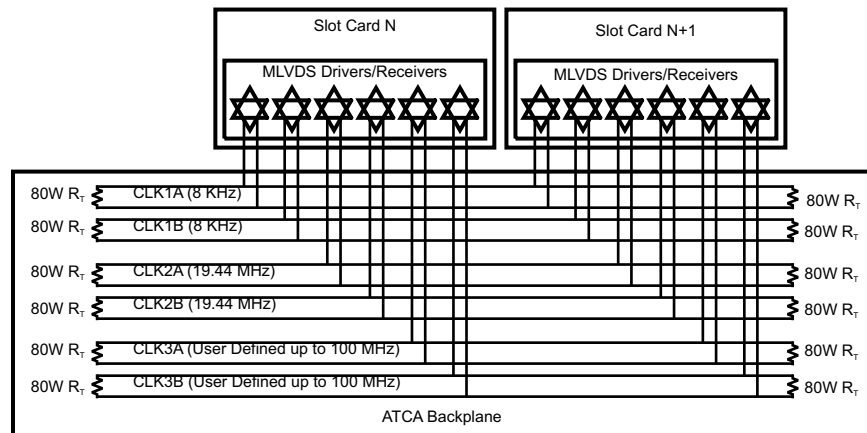 Slot Card N
Slot Card N+1
MLVDS Drivers/Receivers
MLVDS Drivers/Receivers
80W R_T
CLK1A (8 KHz)
80W R_T
80W R_T
CLK1B (8 KHz)
80W R_T
80W R_T
CLK2A (19.44 MHz)
80W R_T
80W R_T
CLK2B (19.44 MHz)
80W R_T
80W R_T
CLK3A (User Defined up to 100 MHz)
80W R_T
80W R_T
CLK3B (User Defined up to 100 MHz)
80W R_T
ATCA Backplane